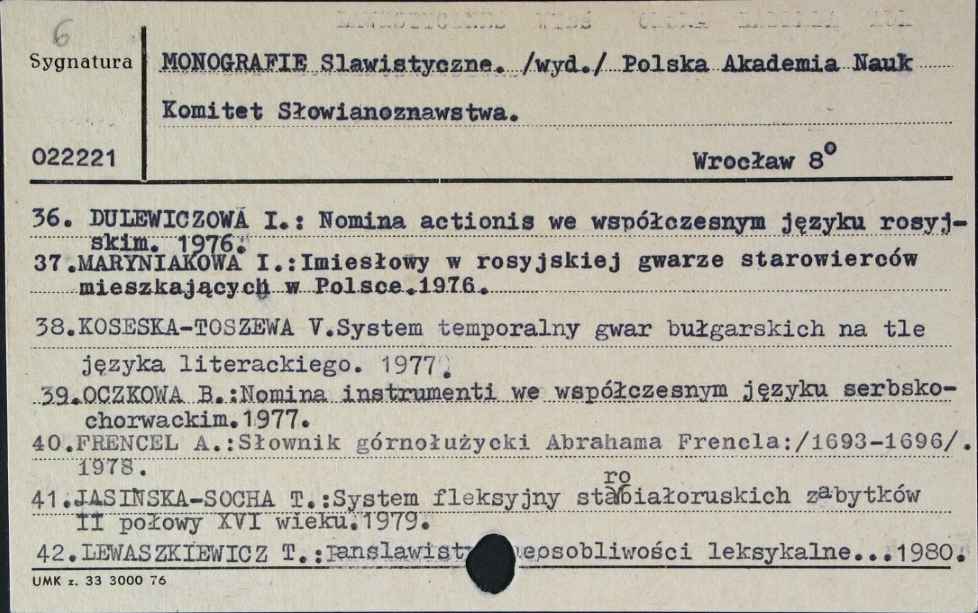 6
Sygnatura
MONOGRAFIE Slawistyczne. /wyd./ Polska Akademia Nauk
Komitet Słowianoznawstwa.
022221
Wrocław 8°
36. DULEWICZOWA I.: Nomina actionis we współczesnym języku rosyj-
skim. 1976.
37.MARYNIAKOWA I.:Imiesłowy w rosyjskiej gwarze starowierców
mieszkających w Polsce.1976.
38.KOSESKA-TOSZEWA V.System temporalny gwar bułgarskich na tle
języka literackiego. 1977.
39.OCZKOWA B.:Nomina instrumenti we współczesnym języku serbsko-
chorwackim.1977.
40.FRENCEL A.:Słownik górnołużycki Abrahama Frencla:/1693-1696/.
1978.
ro
41.JASIŃSKA-SOCHA T.:System fleksyjny stabiałoruskich zabytków
II połowy XVI wieku.1979.
42.LEWASZKIEWICZ T.: leksykalne...1980.
UMK z. 33 3000 76